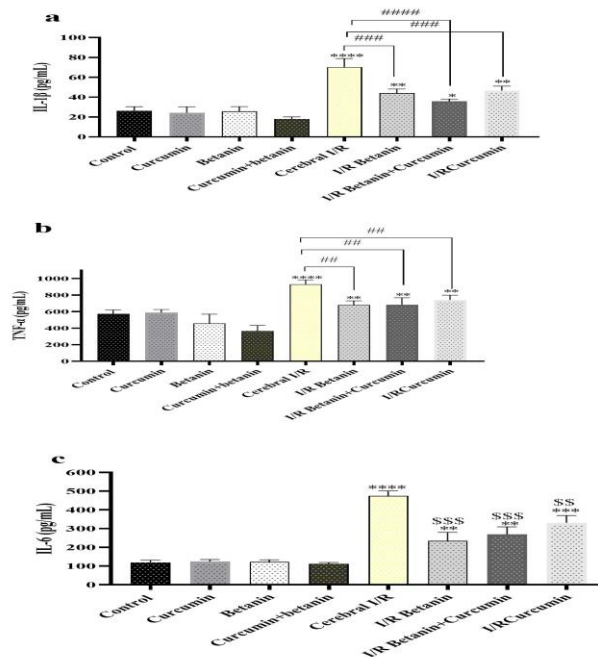 a
####
###
###
****
**
*
**
IL-1β (pg/mL)
100
80
60
40
20
0
Control
Curcumin
Betanin
Curcumin+betanin
Cerebral I/R
I/R Betanin
I/R Betanin+Curcumin
I/RCurcumin
b
##
##
##
****
**
**
**
TNF-α (pg/mL)
1000
800
600
400
200
0
Control
Curcumin
Betanin
Curcumin+betanin
Cerebral I/R
I/R Betanin
I/R Betanin+Curcumin
I/RCurcumin
c
****
$$$
**
$$$
**
$$
***
IL-6 (pg/mL)
600
500
400
300
200
100
0
Control
Curcumin
Betanin
Curcumin+betanin
Cerebral I/R
I/R Betanin
I/R Betanin+Curcumin
I/RCurcumin